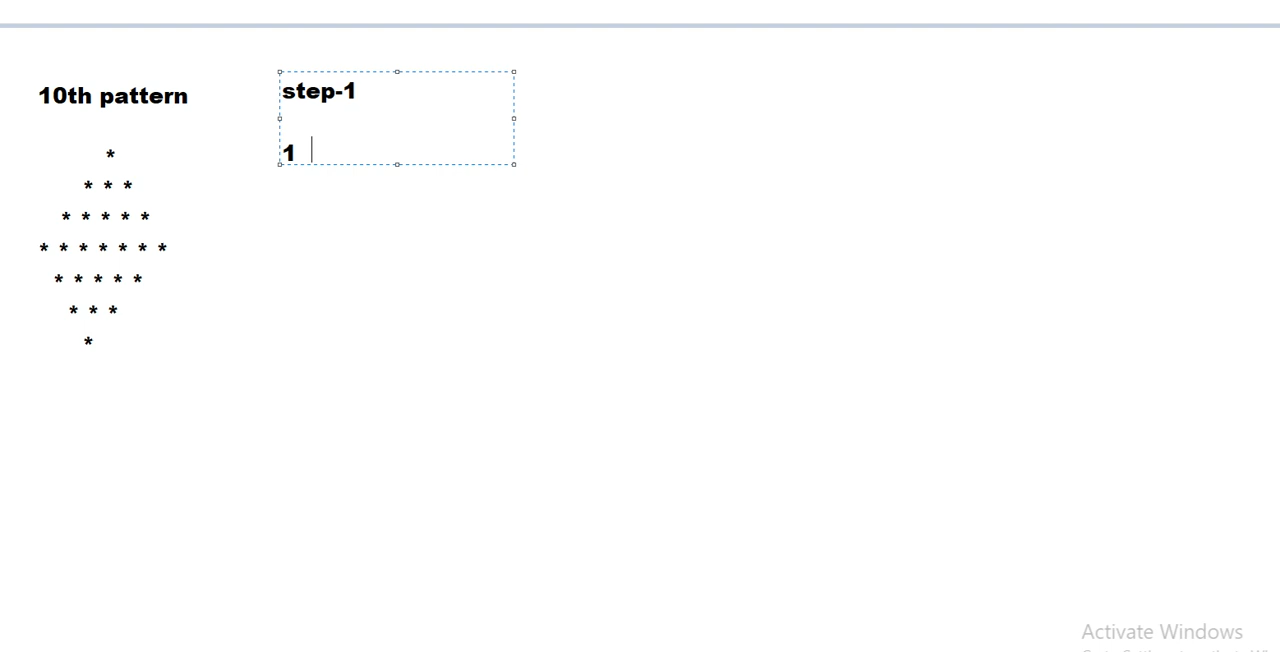 10th pattern
step-1
1
*
* * *
* * * * *
* * * * * * *
* * * * *
* * *
*
Activate Windows